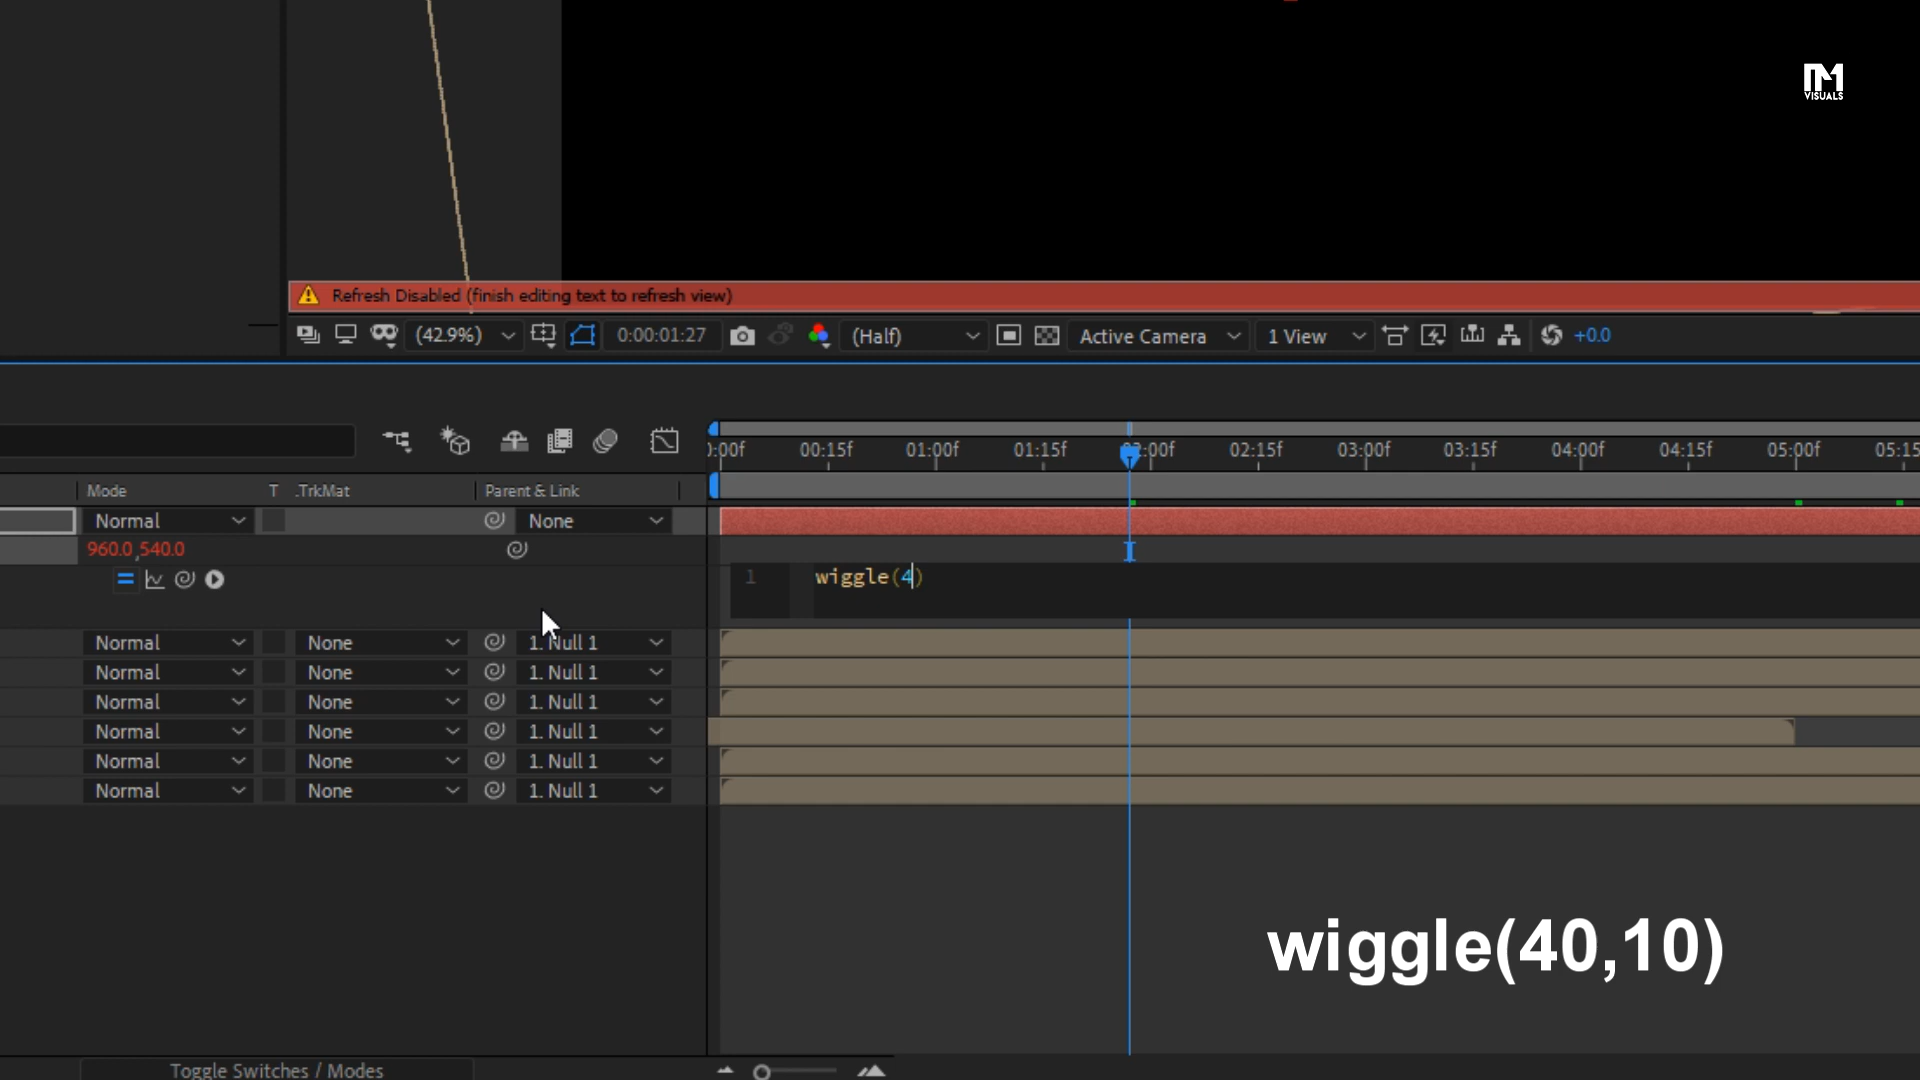 IM
VISUALS
Refresh Disabled (finish editing text to refresh view)
(42.9%)
0:00:01:27
(Half)
Active Camera
1 View
+0.0
0:00f 00:15f 01:00f 01:15f 02:00f 02:15f 03:00f 03:15f 04:00f 04:15f 05:00f 05:15
Mode T .TrkMat Parent & Link
Normal None
960.0,540.0
1 wiggle(4)
Normal None 1. Null 1
Normal None 1. Null 1
Normal None 1. Null 1
Normal None 1. Null 1
Normal None 1. Null 1
Normal None 1. Null 1
wiggle(40,10)
Toggle Switches / Modes